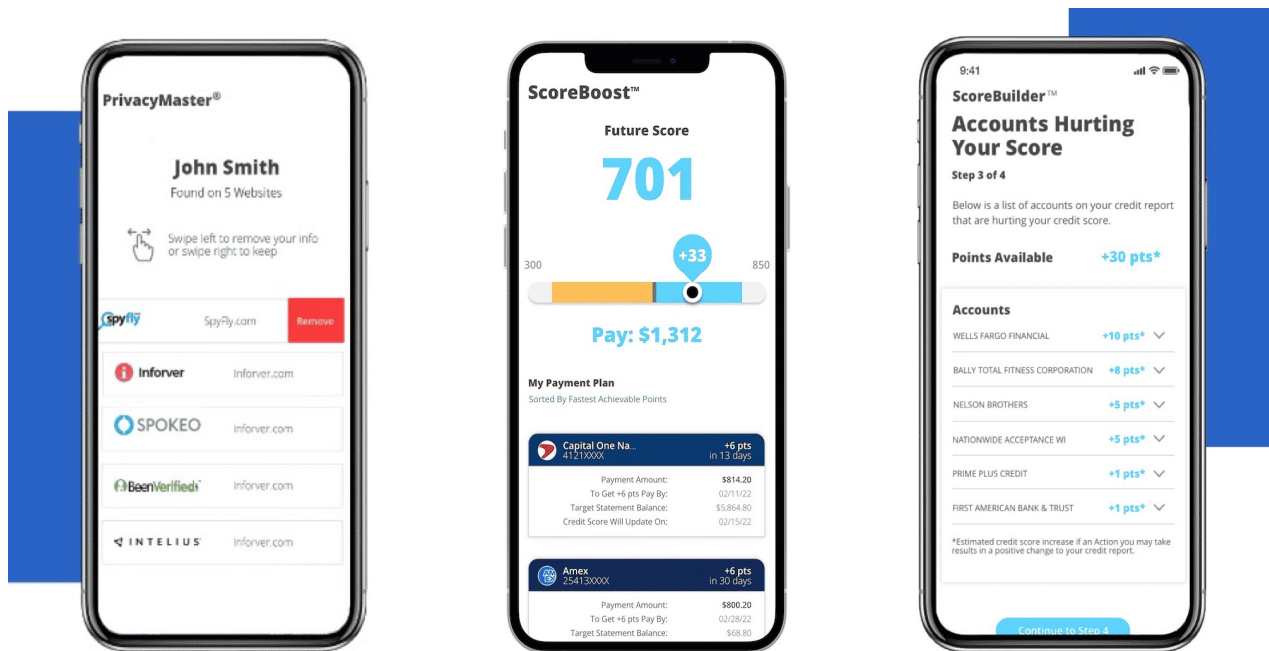 PrivacyMaster®
John Smith
Found on 5 Websites
Swipe left to remove your info
or swipe right to keep
spyfly
SpyFly.com
Remove
Inforver
Inforver.com
SPOKEO
Inforver.com
BeenVerified
Inforver.com
INTELIUS
Inforver.com
ScoreBoost™
Future Score
701
+33
300
850
Pay: $1,312
My Payment Plan
Sorted By Fastest Achievable Points
Capital One Na... +6 pts
4121XXXX in 13 days
Payment Amount: $814.20
To Get +6 pts Pay By: 02/11/22
Target Statement Balance: $5,864.80
Credit Score Will Update On: 02/15/22
Amex +6 pts
25413XXXX in 30 days
Payment Amount: $800.20
To Get +6 pts Pay By: 02/28/22
Target Statement Balance: $68.80
9:41
ScoreBuilder™
Accounts Hurting
Your Score
Step 3 of 4
Below is a list of accounts on your credit report
that are hurting your credit score.
Points Available +30 pts*
Accounts
WELLS FARGO FINANCIAL +10 pts*
BALLY TOTAL FITNESS CORPORATION +8 pts*
NELSON BROTHERS +5 pts*
NATIONWIDE ACCEPTANCE WI +5 pts*
PRIME PLUS CREDIT +1 pts*
FIRST AMERICAN BANK & TRUST +1 pts*
*Estimated credit score increase if an Action you may take
results in a positive change to your credit report.
Continue to Step 4